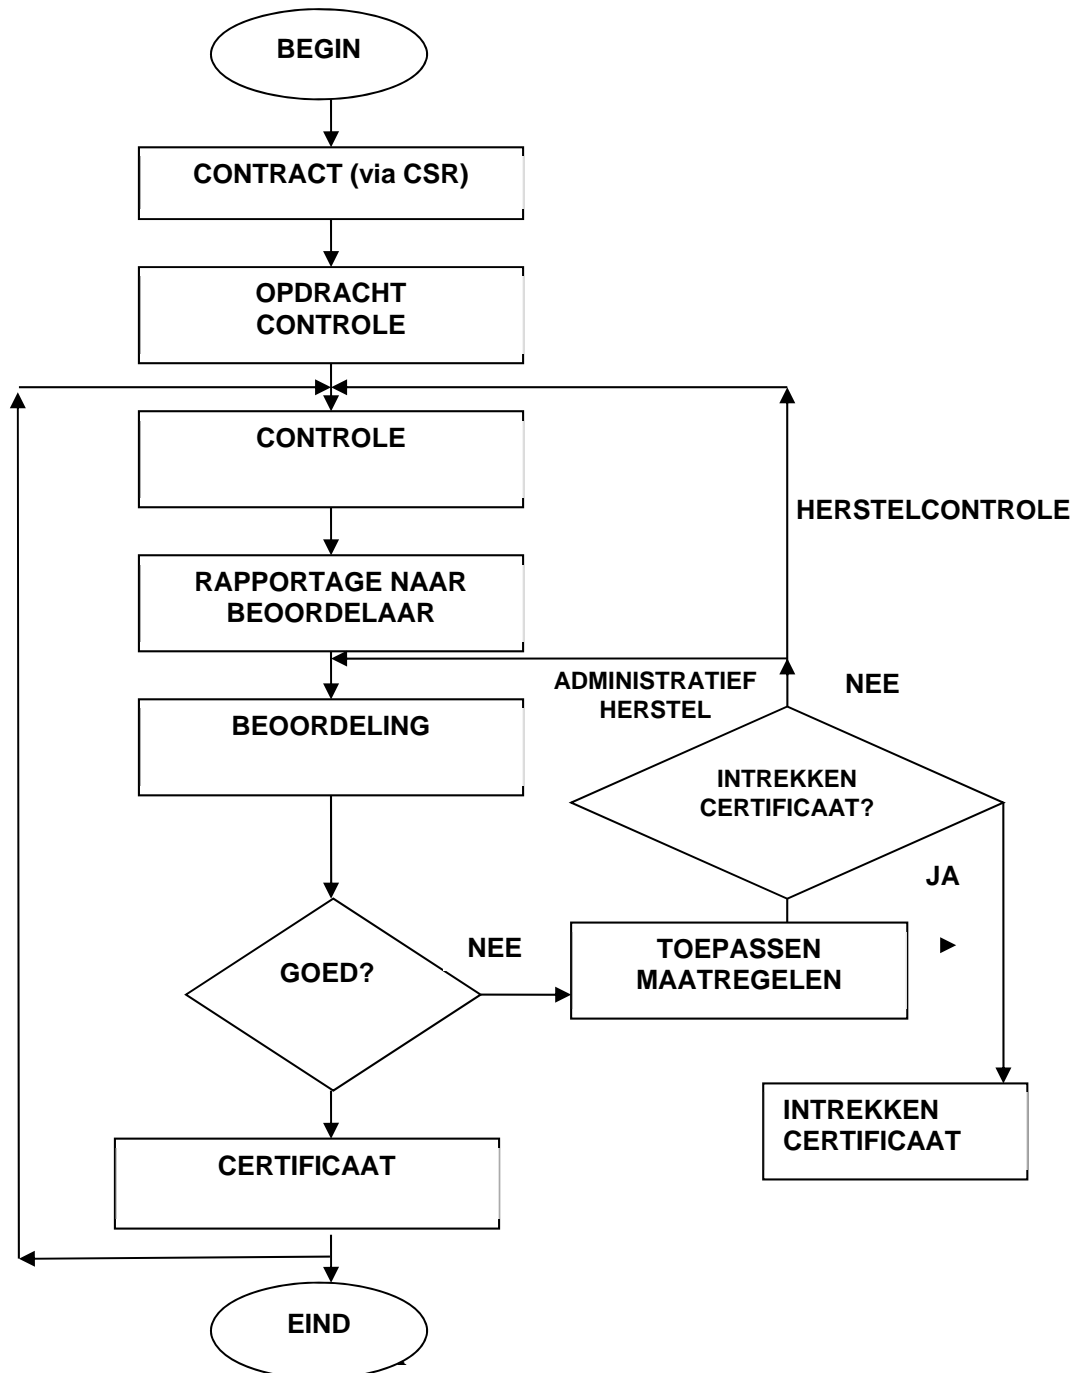 BEGIN
CONTRACT (via CSR)
OPDRACHT
CONTROLE
CONTROLE
HERSTELCONTROLE
RAPPORTAGE NAAR
BEOORDELAAR
ADMINISTRATIEF
HERSTEL
NEE
BEOORDELING
INTREKKEN
CERTIFICAAT?
JA
GOED?
NEE
TOEPASSEN
MAATREGELEN
INTREKKEN
CERTIFICAAT
CERTIFICAAT
EIND